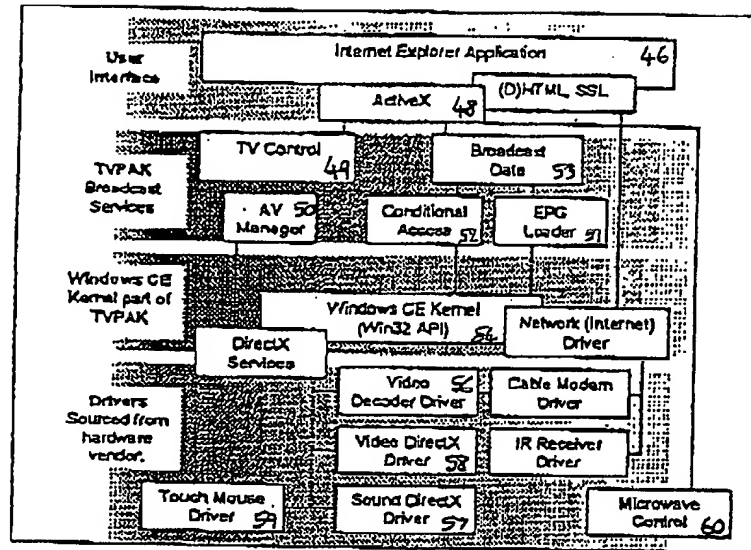 User
Interface
Internet Explorer Application 46
(D)HTML, SSL
ActiveX 48
TVPAK
Broadcast
Services
TV Control 49
Broadcast
Data 53
AV 50
Manager
Conditional
Access 52
EPG
Loader 51
Windows CE
Kernel part of
TVPAK
Windows CE Kernel
(Win32 API) 54
Network (Internet)
Driver
DirectX
Services
Drivers
Sourced from
hardware
vendor.
Video 56
Decoder Driver
Cable Modem
Driver
Video DirectX
Driver 58
IR Receiver
Driver
Touch Mouse
Driver 59
Sound DirectX
Driver 57
Microwave
Control 60